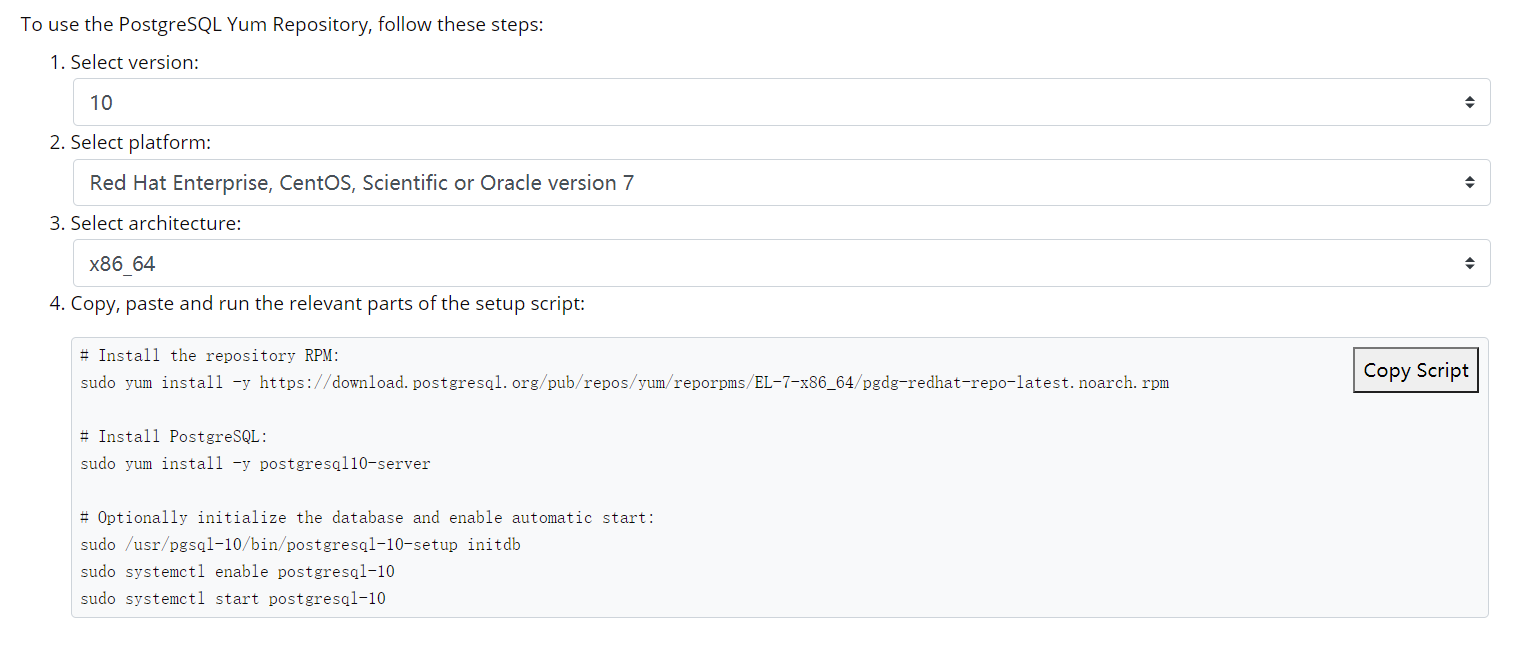 To use the PostgreSQL Yum Repository, follow these steps:
1. Select version:
10
2. Select platform:
Red Hat Enterprise, CentOS, Scientific or Oracle version 7
3. Select architecture:
x86_64
4. Copy, paste and run the relevant parts of the setup script:
# Install the repository RPM:
Copy Script
sudo yum install -y https://download.postgresql.org/pub/repos/yum/reporpms/EL-7-x86_64/pgdg-redhat-repo-latest.noarch.rpm
# Install PostgreSQL:
sudo yum install -y postgresql10-server
# Optionally initialize the database and enable automatic start:
sudo /usr/pgsql-10/bin/postgresql-10-setup initdb
sudo systemctl enable postgresql-10
sudo systemctl start postgresql-10